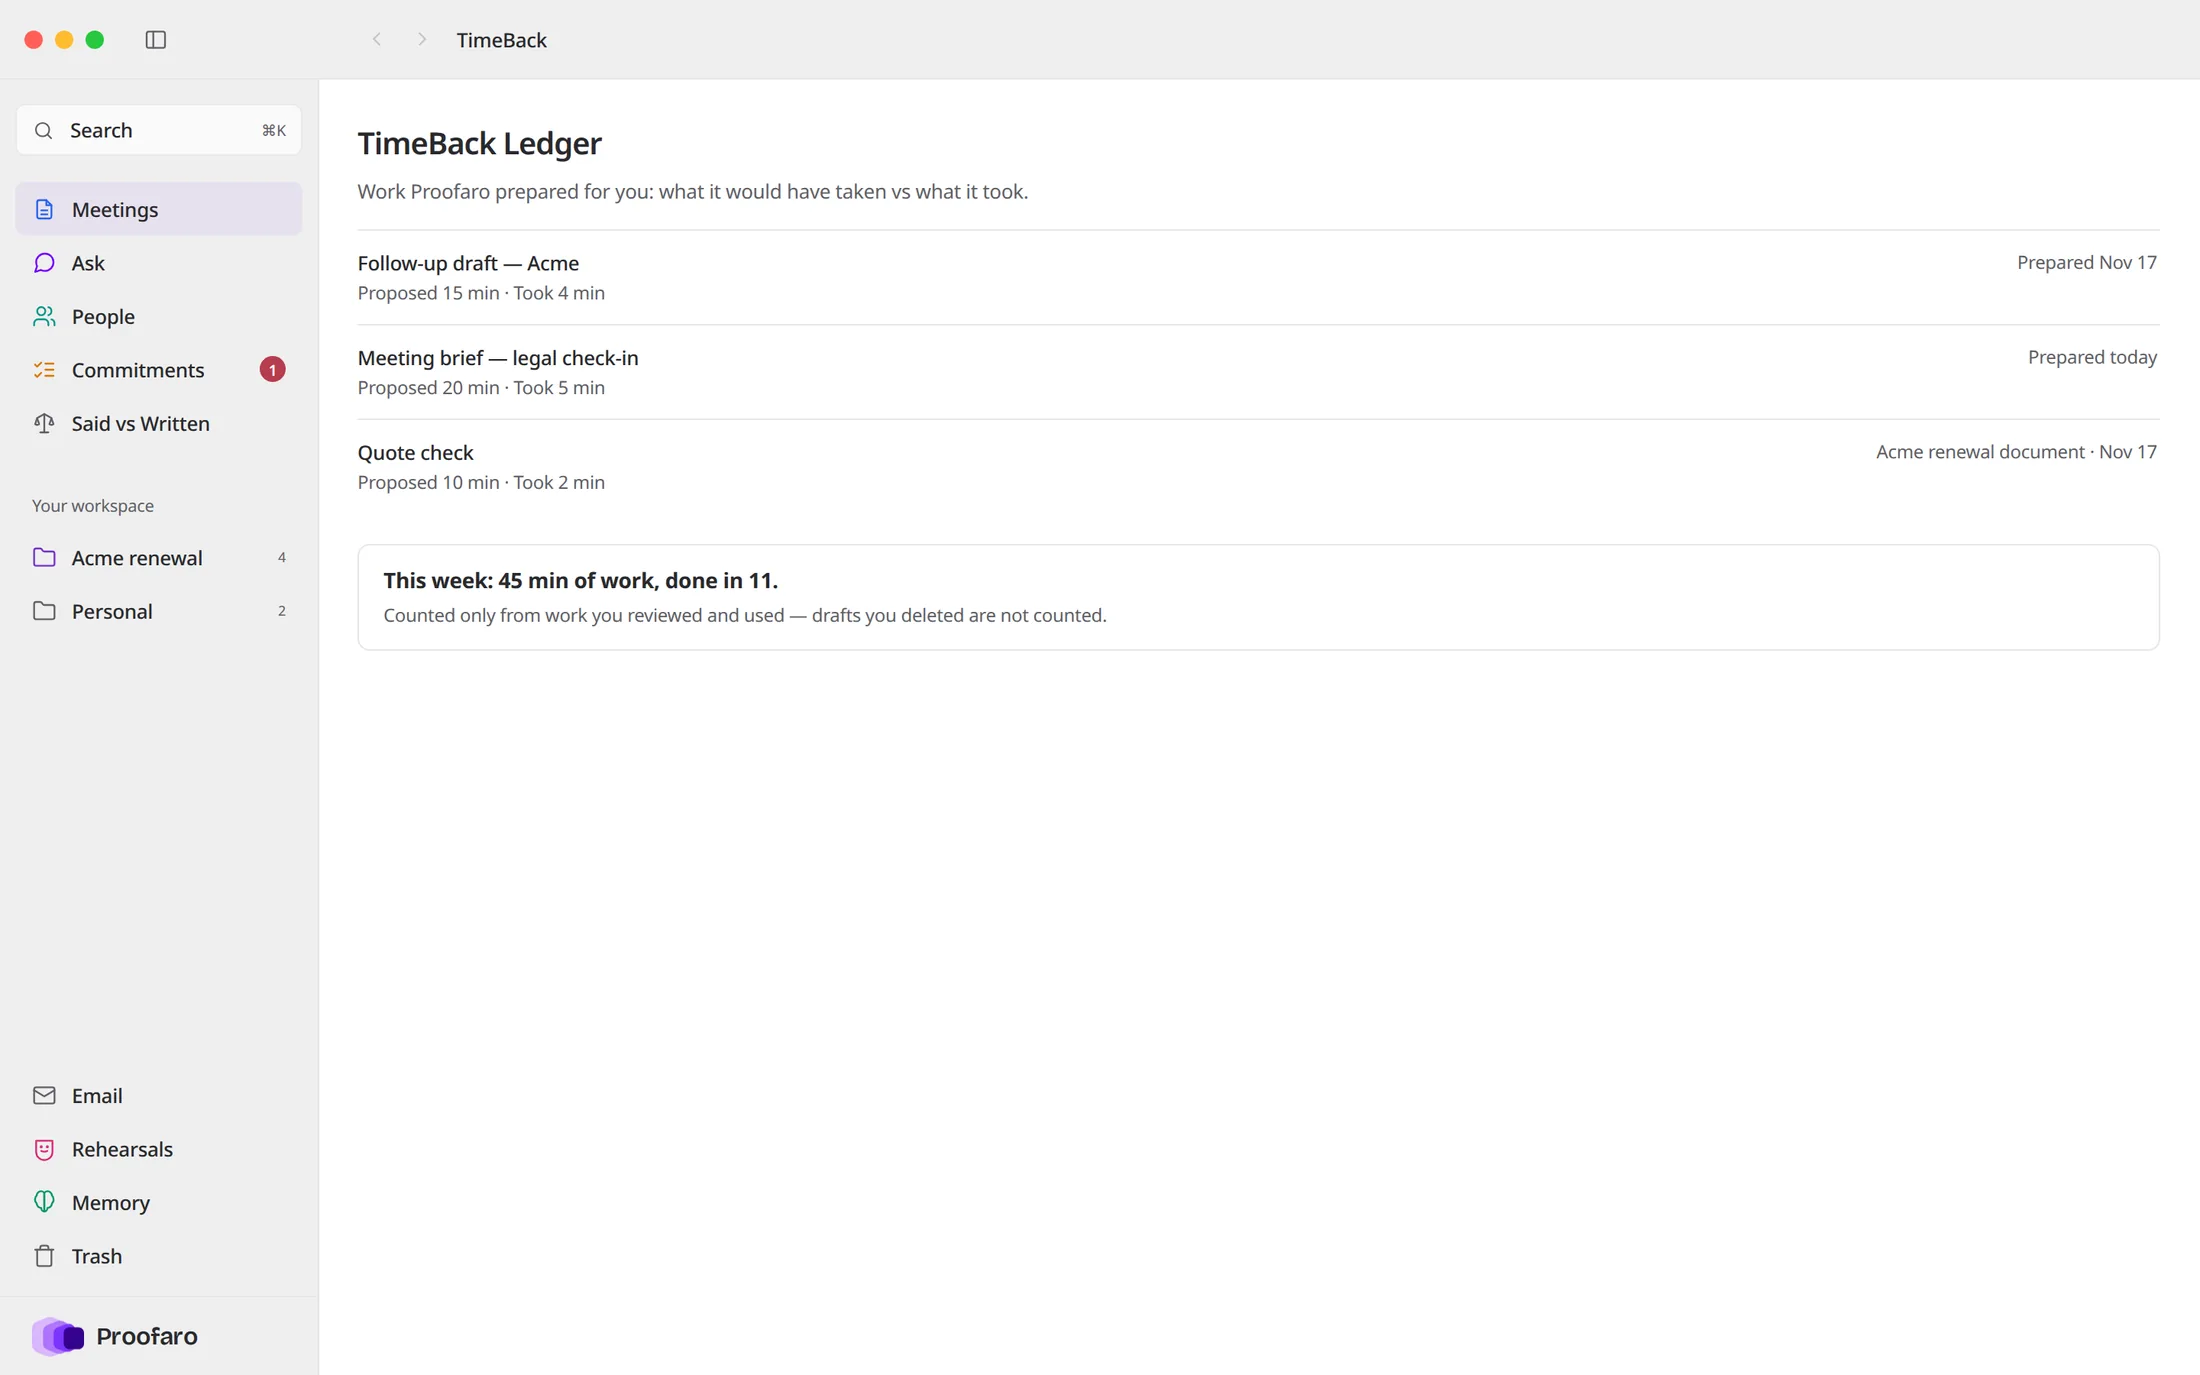 TimeBack
Search ⌘K
Meetings
Ask
People
Commitments 1
Said vs Written
Your workspace
Acme renewal 4
Personal 2
Email
Rehearsals
Memory
Trash
Proofaro
TimeBack Ledger
Work Proofaro prepared for you: what it would have taken vs what it took.
Follow-up draft — Acme
Prepared Nov 17
Proposed 15 min · Took 4 min
Meeting brief — legal check-in
Prepared today
Proposed 20 min · Took 5 min
Quote check
Acme renewal document · Nov 17
Proposed 10 min · Took 2 min
This week: 45 min of work, done in 11.
Counted only from work you reviewed and used — drafts you deleted are not counted.